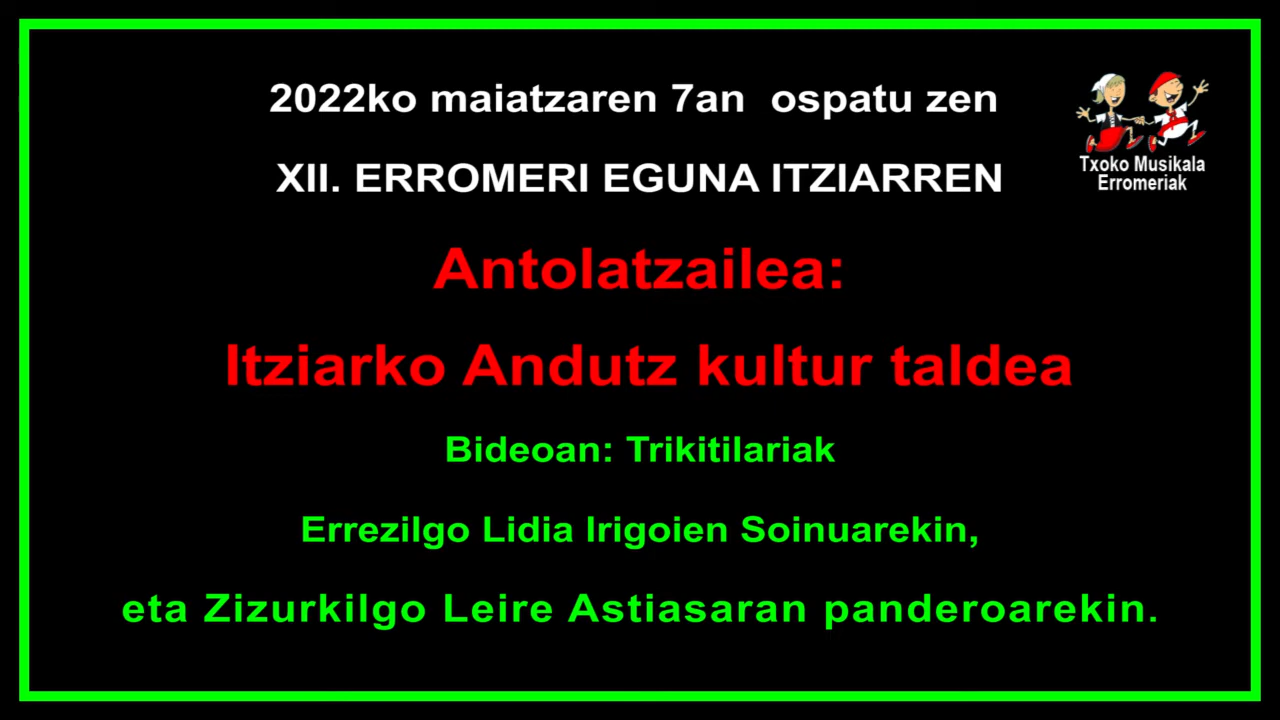 2022ko maiatzaren 7an ospatu zen
XII. ERROMERI EGUNA ITZIARREN
Txoko Musikala
Erromeriak
Antolatzailea:
Itziarko Andutz kultur taldea
Bideoan: Trikitilariak
Errezilgo Lidia Irigoien Soinuarekin,
eta Zizurkilgo Leire Astiasaran panderoarekin.